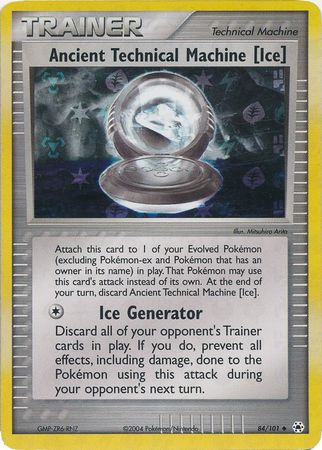 TRAINER
Technical Machine
Ancient Technical Machine [Ice]
Illus. Mitsuhiro Arita
Attach this card to 1 of your Evolved Pokémon
(excluding Pokémon-ex and Pokémon that has an
owner in its name) in play. That Pokémon may use
this card's attack instead of its own. At the end of
your turn, discard Ancient Technical Machine [Ice].
Ice Generator
Discard all of your opponent's Trainer
cards in play. If you do, prevent all
effects, including damage, done to the
Pokémon using this attack during
your opponent's next turn.
GMP-ZR6-RNZ
©2004 Pokémon/Nintendo
84/101